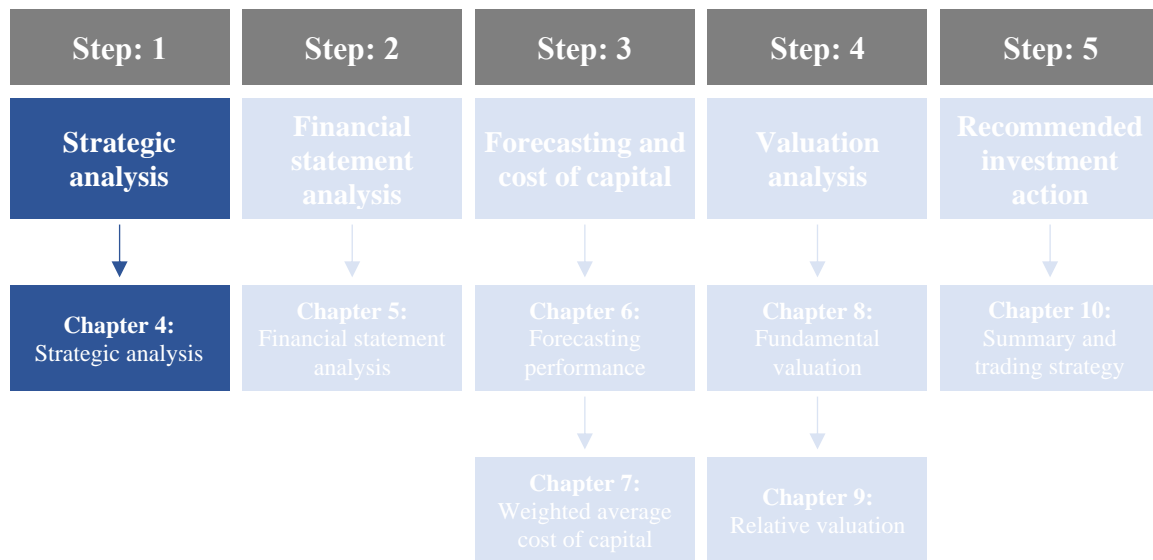 Step: 1
Step: 2
Step: 3
Step: 4
Step: 5
Strategic
analysis
Financial
statement
analysis
Forecasting and
cost of capital
Valuation
analysis
Recommended
investment
action
Chapter 4:
Strategic analysis
Chapter 5:
Financial statement
analysis
Chapter 6:
Forecasting
performance
Chapter 8:
Fundamental
valuation
Chapter 10:
Summary and
trading strategy
Chapter 7:
Weighted average
cost of capital
Chapter 9:
Relative valuation